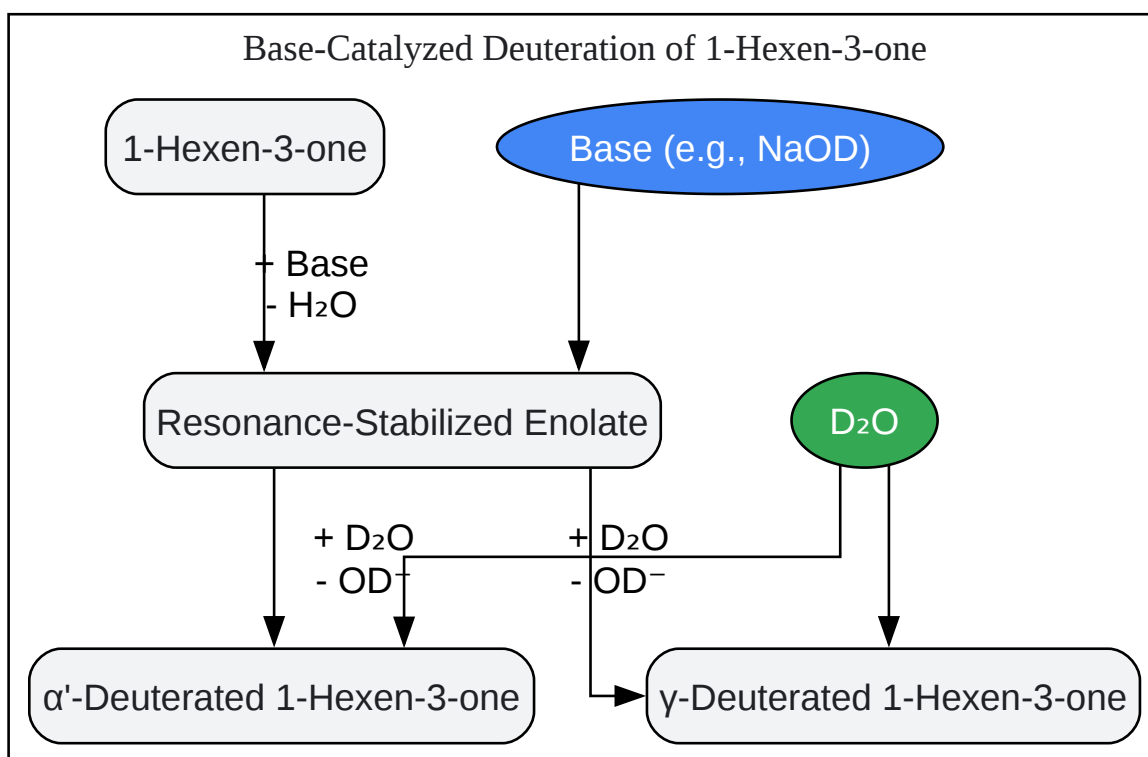 Base-Catalyzed Deuteration of 1-Hexen-3-one
1-Hexen-3-one
Base (e.g., NaOD)
+ Base
- H₂O
Resonance-Stabilized Enolate
D₂O
+ D₂O
- OD⁻
+ D₂O
- OD⁻
α'-Deuterated 1-Hexen-3-one
γ-Deuterated 1-Hexen-3-one